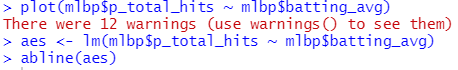 > plot(mlbp$p_total_hits ~ mlbp$batting_avg)
There were 12 warnings (use warnings() to see them)
> aes <- lm(mlbp$p_total_hits ~ mlbp$batting_avg)
> abline(aes)